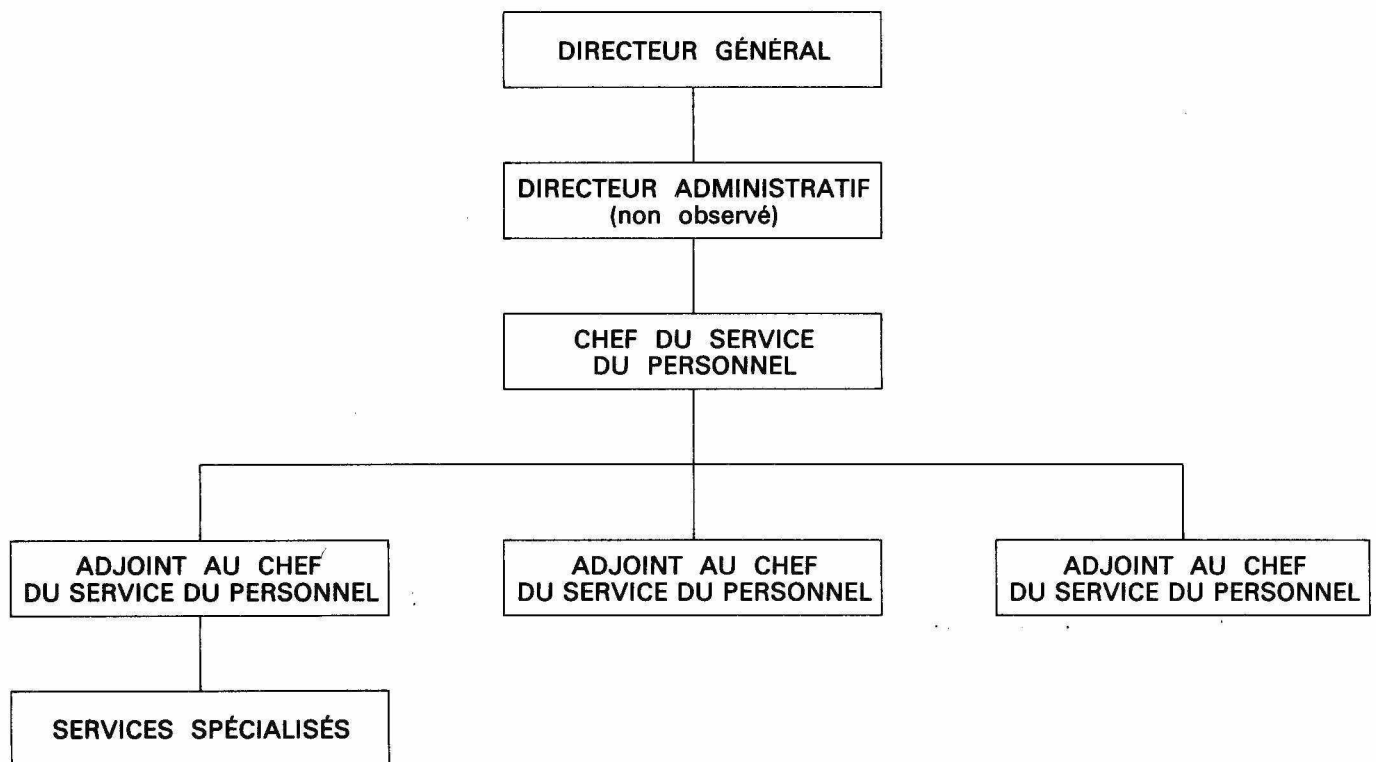 DIRECTEUR GÉNÉRAL
DIRECTEUR ADMINISTRATIF
(non observé)
CHEF DU SERVICE
DU PERSONNEL
ADJOINT AU CHEF
DU SERVICE DU PERSONNEL
ADJOINT AU CHEF
DU SERVICE DU PERSONNEL
ADJOINT AU CHEF
DU SERVICE DU PERSONNEL
SERVICES SPÉCIALISÉS